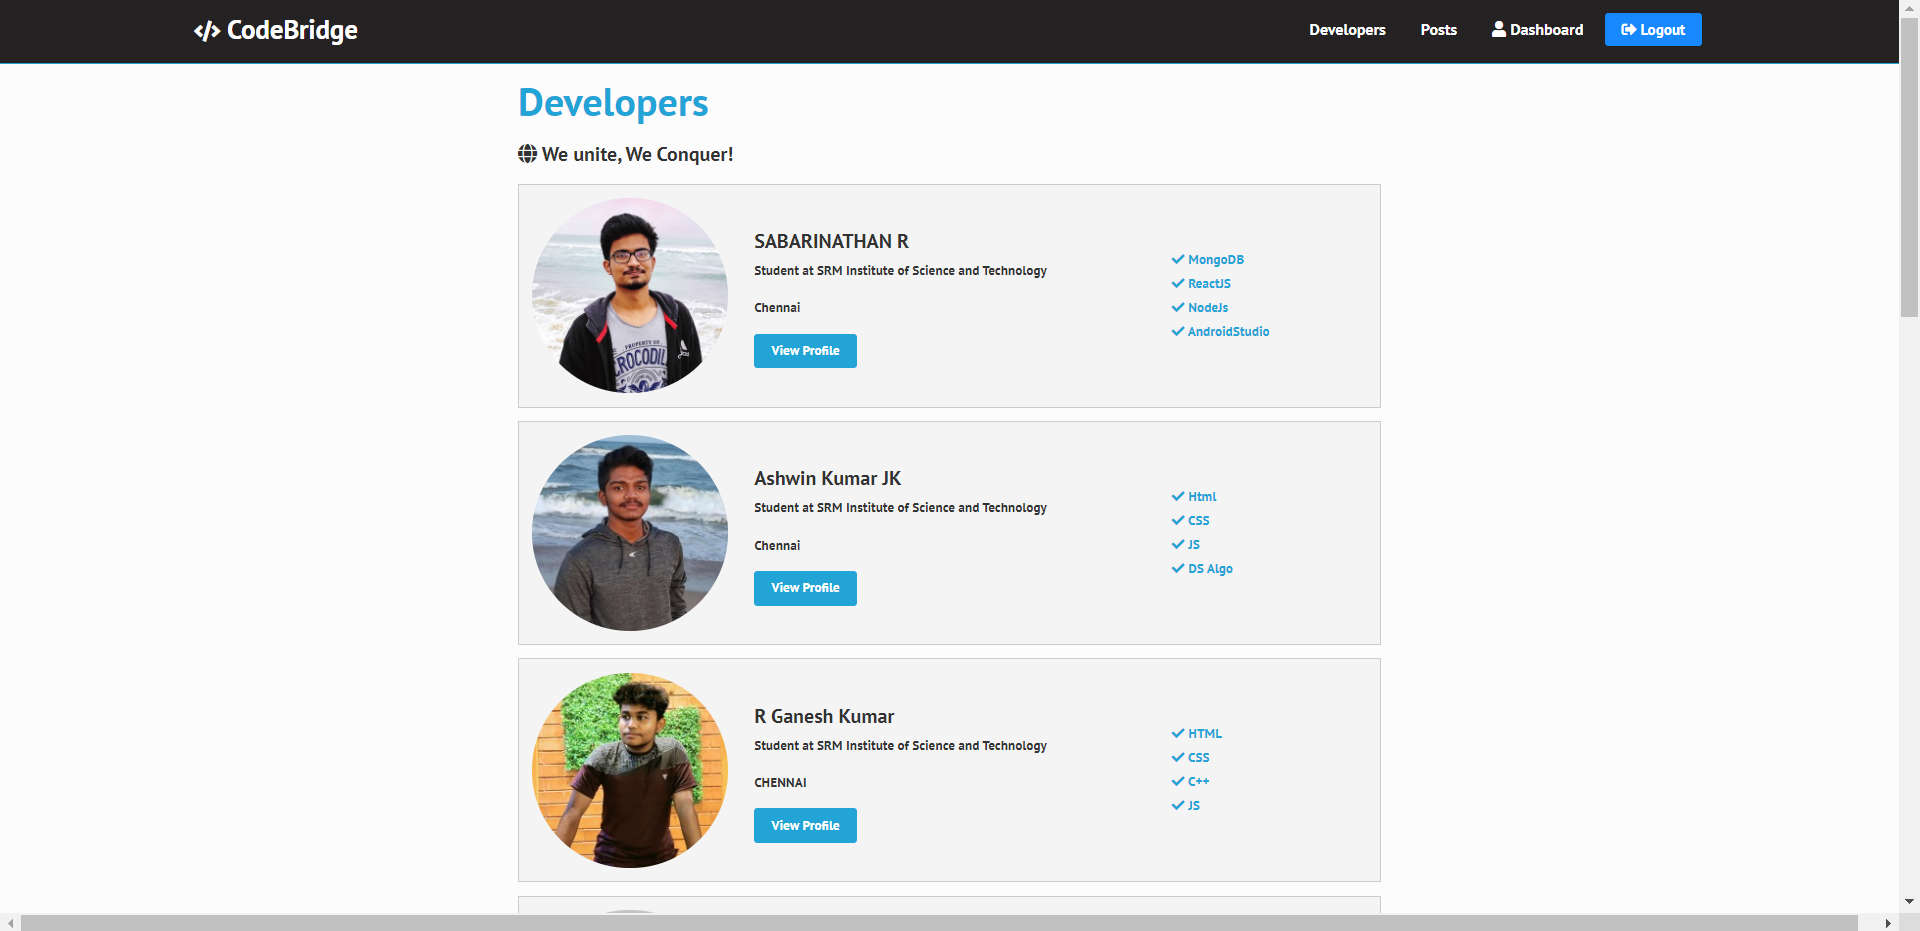 CodeBridge
Developers
Posts
Dashboard
Logout
Developers
We unite, We Conquer!
SABARINATHAN R
Student at SRM Institute of Science and Technology
Chennai
View Profile
MongoDB
ReactJS
NodeJs
AndroidStudio
PROPERTY OF
CROCODIL
Ashwin Kumar JK
Student at SRM Institute of Science and Technology
Chennai
View Profile
Html
CSS
JS
DS Algo
R Ganesh Kumar
Student at SRM Institute of Science and Technology
CHENNAI
View Profile
HTML
CSS
C++
JS